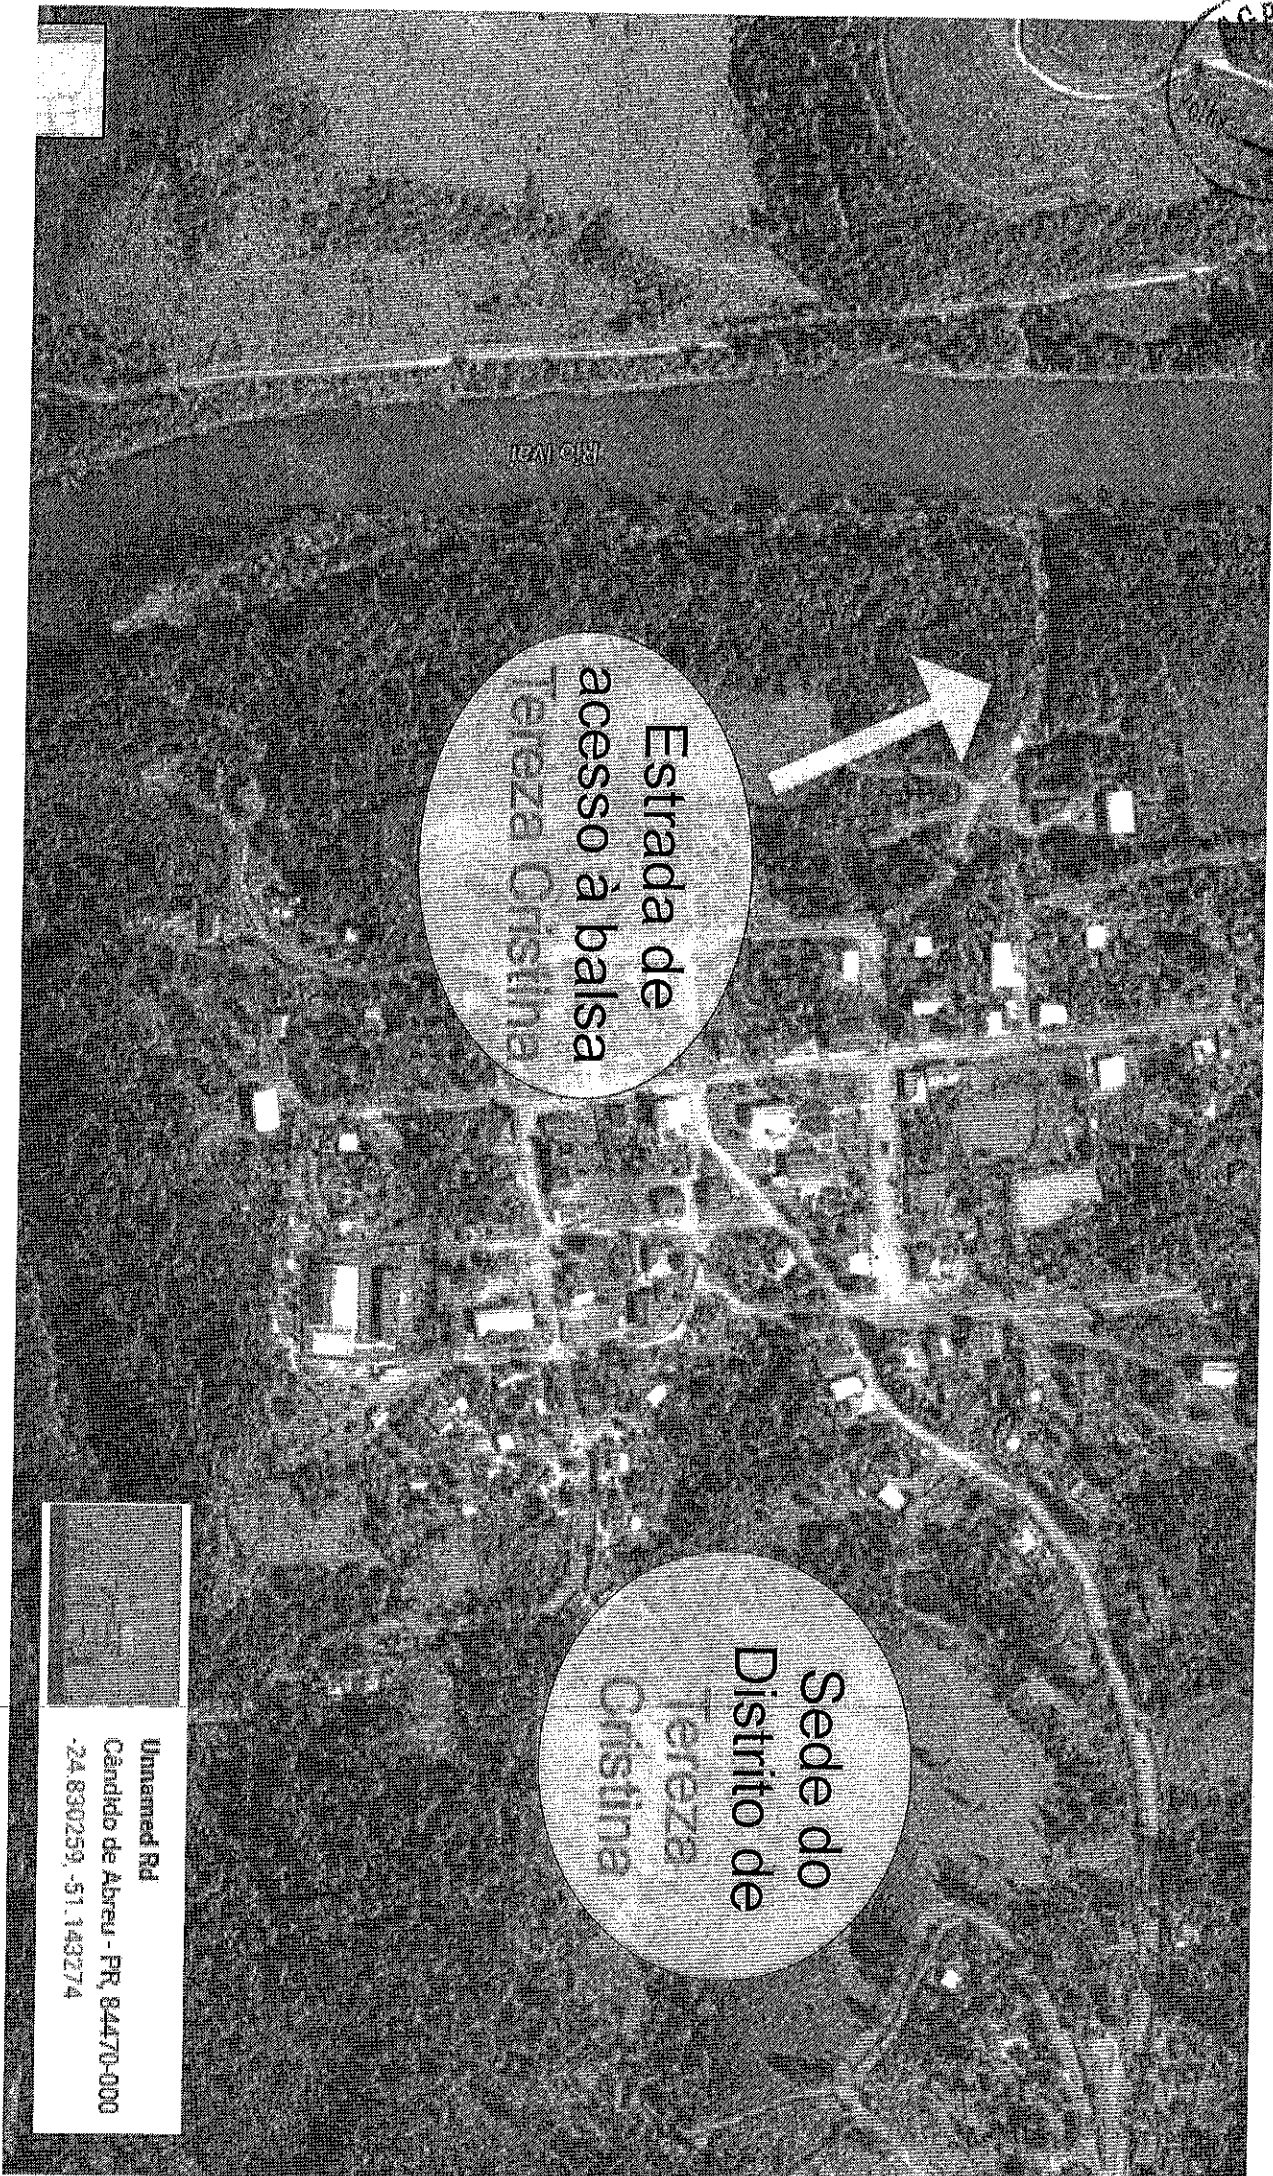 Rio Ivaí
Estrada de
acesso à balsa
Tereza Cristina
Sede do
Distrito de
Tereza
Cristina
Unnamed Rd
Cândido de Abreu - PR, 84470-000
-24.830259, -51.143274